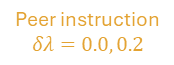 Peer instruction
𝛿𝜆 = 0.0, 0.2